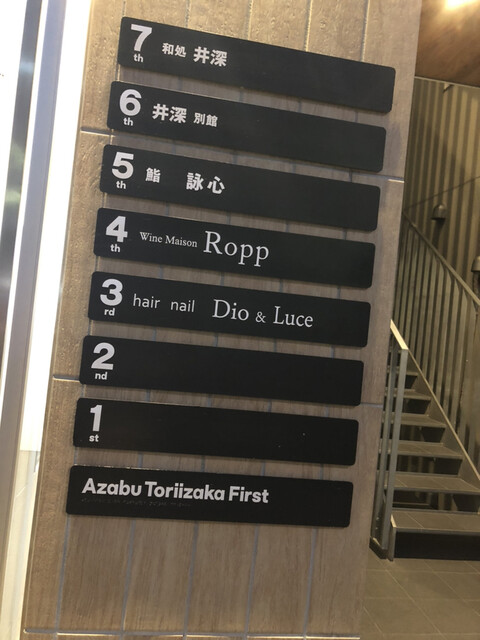 7th 和処 井深
6th 井深 別館
5th 鮨 詠心
4th Wine Maison Ropp
3rd hair nail Dio & Luce
2nd
1st
Azabu Toriizaka First